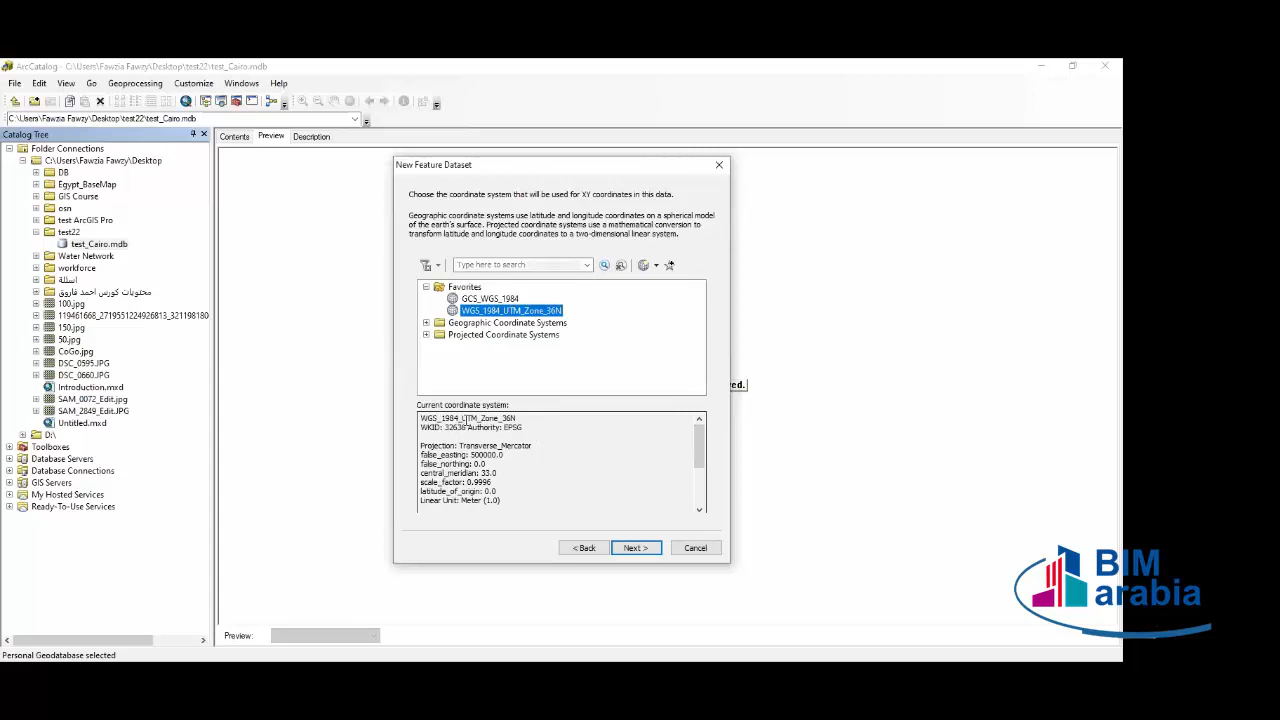 ArcCatalog - C:\Users\Fawzia Fawzy\Desktop\test22\test_Cairo.mdb
File Edit View Go Geoprocessing Customize Windows Help
C:\Users\Fawzia Fawzy\Desktop\test22\test_Cairo.mdb
Catalog Tree
Contents Preview Description
Folder Connections
C:\Users\Fawzia Fawzy\Desktop
DB
Egypt_BaseMap
GIS Course
osn
test ArcGIS Pro
test22
test_Cairo.mdb
Water Network
workforce
اسئلة
محتويات كورس احمد فاروق
100.jpg
119461668_2719551224926813_321198180
150.jpg
50.jpg
CoGo.jpg
DSC_0595.JPG
DSC_0660.JPG
Introduction.mxd
SAM_0072_Edit.jpg
SAM_2849_Edit.JPG
Untitled.mxd
D:\
Toolboxes
Database Servers
Database Connections
GIS Servers
My Hosted Services
Ready-To-Use Services
New Feature Dataset
Choose the coordinate system that will be used for XY coordinates in this data.
Geographic coordinate systems use latitude and longitude coordinates on a spherical model
of the earth's surface. Projected coordinate systems use a mathematical conversion to
transform latitude and longitude coordinates to a two-dimensional linear system.
Type here to search
Favorites
GCS_WGS_1984
WGS_1984_UTM_Zone_36N
Geographic Coordinate Systems
Projected Coordinate Systems
Current coordinate system:
WGS_1984_UTM_Zone_36N
WKID: 32636 Authority: EPSG
Projection: Transverse_Mercator
false_easting: 500000.0
false_northing: 0.0
central_meridian: 33.0
scale_factor: 0.9996
latitude_of_origin: 0.0
Linear Unit: Meter (1.0)
< Back Next > Cancel
BIM
arabia
Preview:
Personal Geodatabase selected